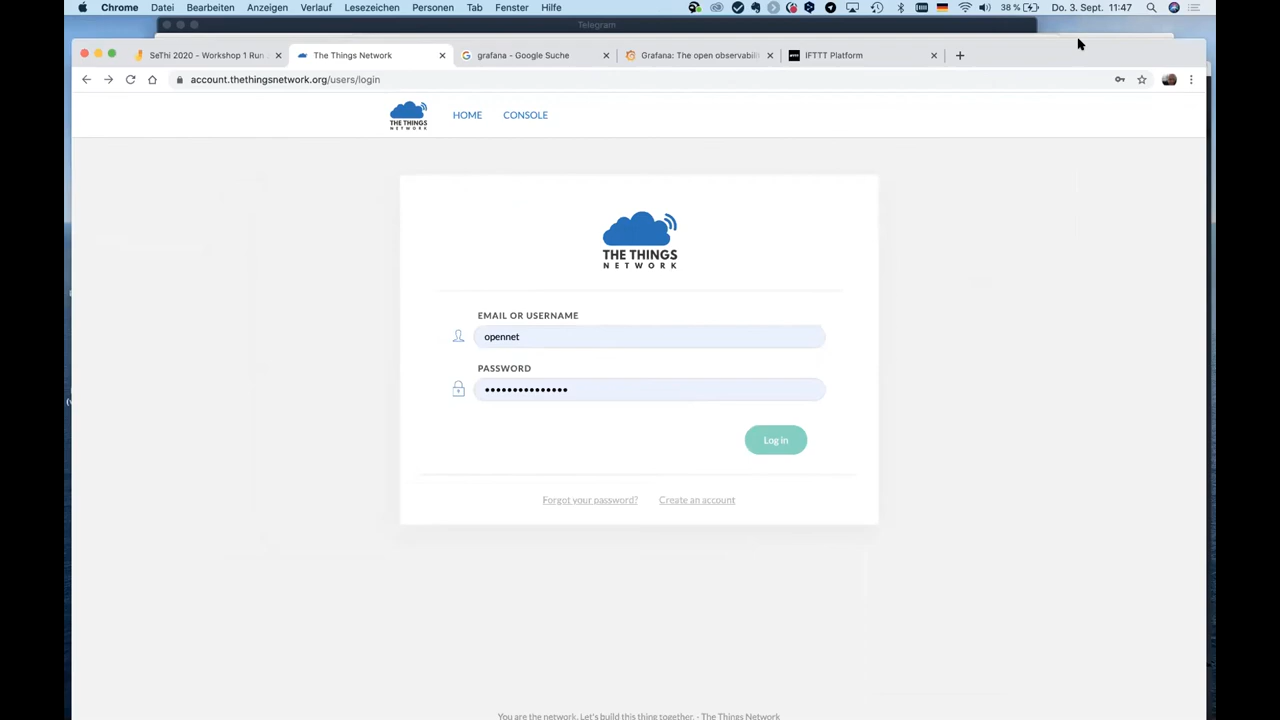 Chrome Datei Bearbeiten Anzeigen Verlauf Lesezeichen Personen Tab Fenster Hilfe 38 % Do. 3. Sept. 11:47
Telegram
SeThi 2020 - Workshop 1 Run The Things Network grafana - Google Suche Grafana: The open observabili IFTTT Platform
account.thethingsnetwork.org/users/login
THE THINGS
NETWORK
HOME CONSOLE
THE THINGS
NETWORK
EMAIL OR USERNAME
opennet
PASSWORD
•••••••••••••••
Log in
Forgot your password? Create an account
You are the network. Let's build this thing together. - The Things Network